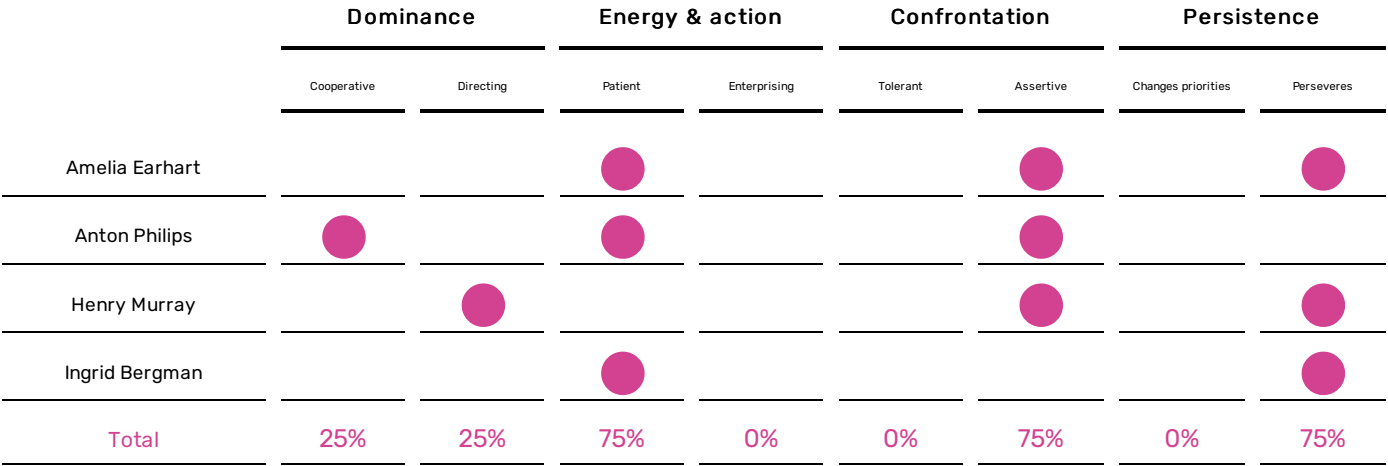 Dominance Energy & action Confrontation Persistence
Cooperative Directing Patient Enterprising Tolerant Assertive Changes priorities Perseveres
Amelia Earhart
Anton Philips
Henry Murray
Ingrid Bergman
Total 25% 25% 75% 0% 0% 75% 0% 75%